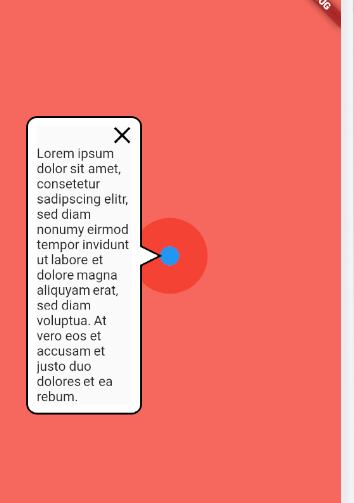 UG
Lorem ipsum
dolor sit amet,
consetetur
sadipscing elitr,
sed diam
nonumy eirmod
tempor invidunt
ut labore et
dolore magna
aliquyam erat,
sed diam
voluptua. At
vero eos et
accusam et
justo duo
dolores et ea
rebum.